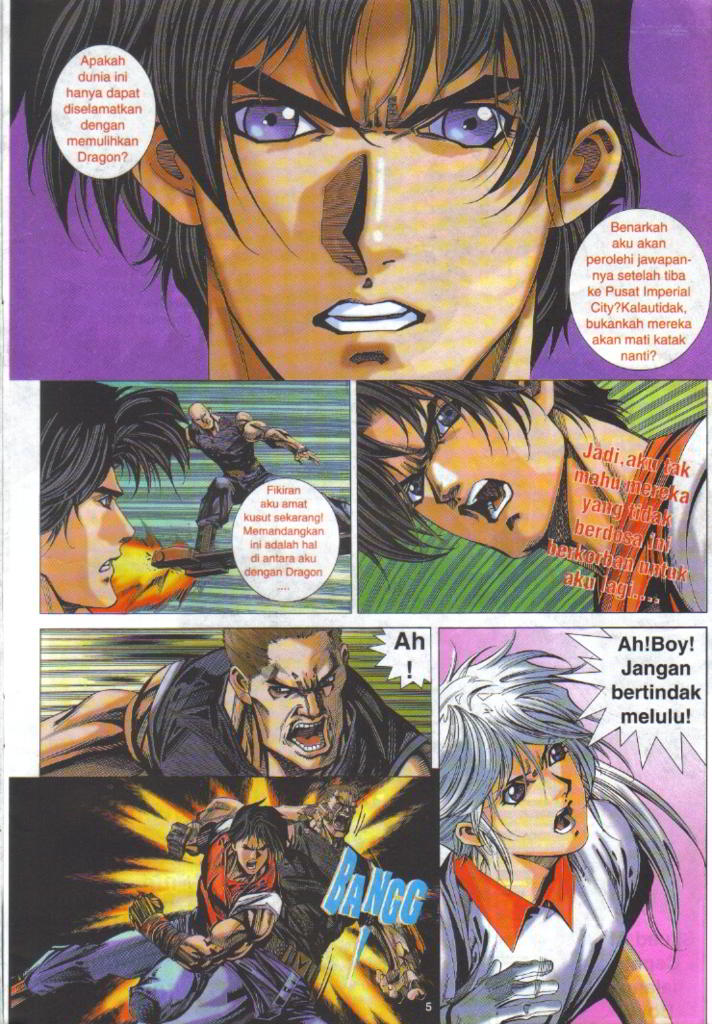 Apakah
dunia ini
hanya dapat
diselamatkan
dengan
memulihkan
Dragon?
Benarkah
aku akan
perolehi jawapan-
nya setelah tiba
ke Pusat Imperial
City?Kalautidak,
bukankah mereka
akan mati katak
nanti?
Fikiran
aku amat
kusut sekarang!
Memandangkan
ini adalah hal
di antara aku
dengan Dragon
....
Jadi,aku tak
mahu mereka
yang tidak
berdosa ini
berkorban untuk
aku lagi....
Ah
!
Ah!Boy!
Jangan
bertindak
melulu!
BANGG
!
5